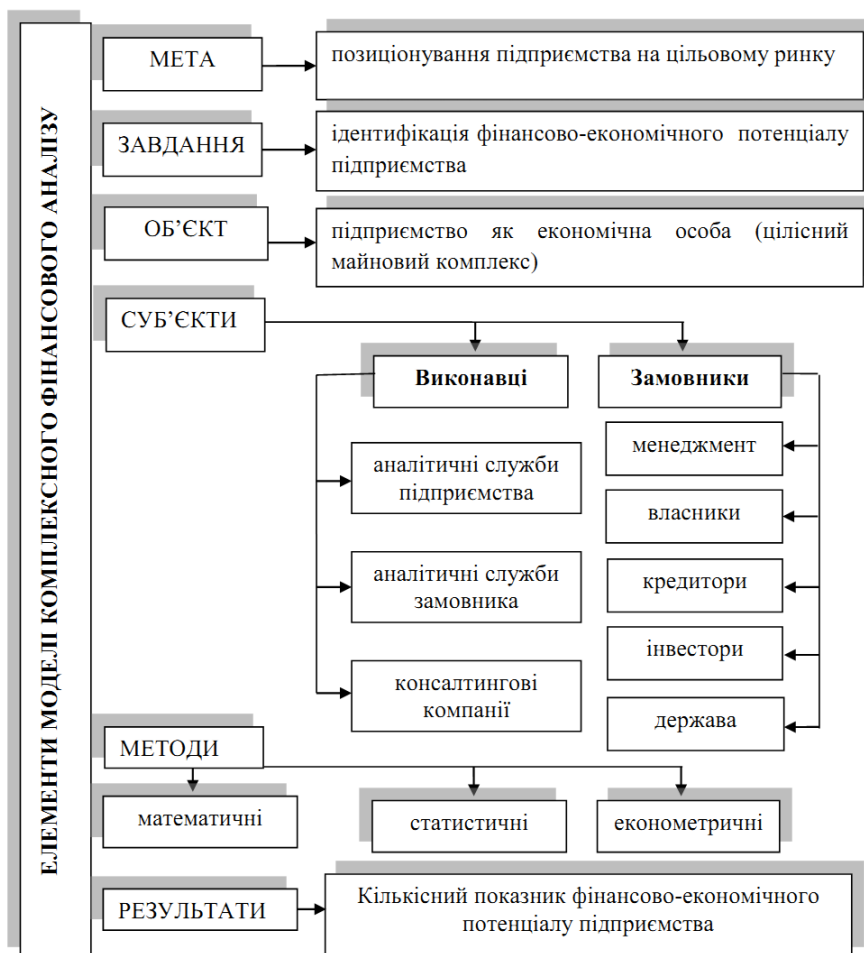 ЕЛЕМЕНТИ МОДЕЛІ КОМПЛЕКСНОГО ФІНАНСОВОГО АНАЛІЗУ
МЕТА
позиціонування підприємства на цільовому ринку
ЗАВДАННЯ
ідентифікація фінансово-економічного потенціалу
підприємства
ОБ’ЄКТ
підприємство як економічна особа (цілісний
майновий комплекс)
СУБ’ЄКТИ
Виконавці
аналітичні служби
підприємства
аналітичні служби
замовника
консалтингові
компанії
Замовники
менеджмент
власники
кредитори
інвестори
держава
МЕТОДИ
математичні
статистичні
економетричні
РЕЗУЛЬТАТИ
Кількісний показник фінансово-економічного
потенціалу підприємства